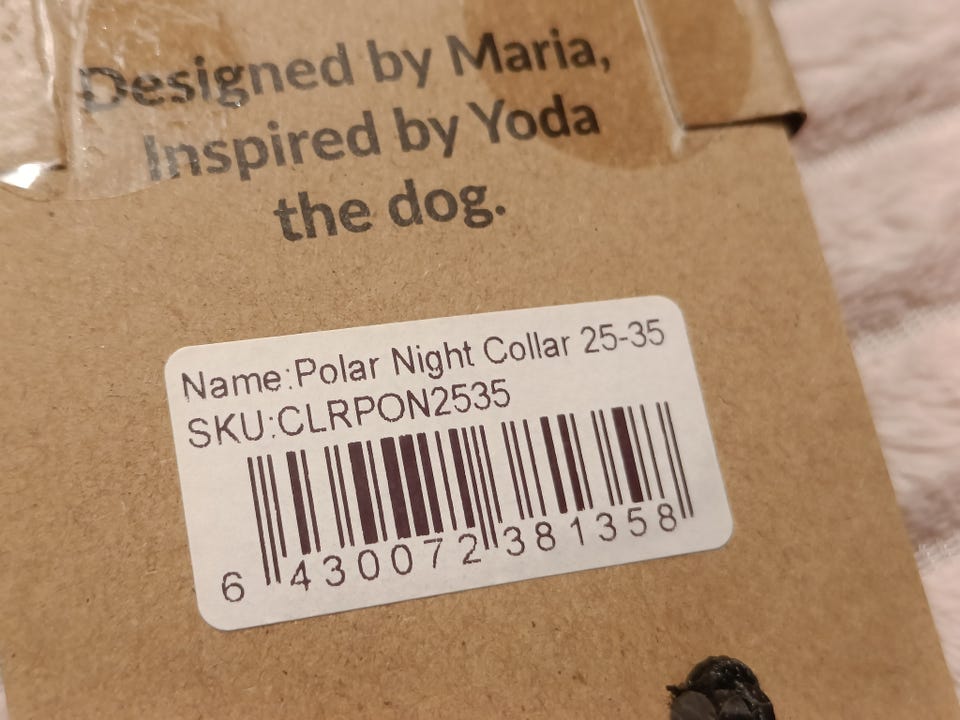 Designed by Maria,
Inspired by Yoda
the dog.
Name:Polar Night Collar 25-35
SKU:CLRPON2535
6 430072 381358